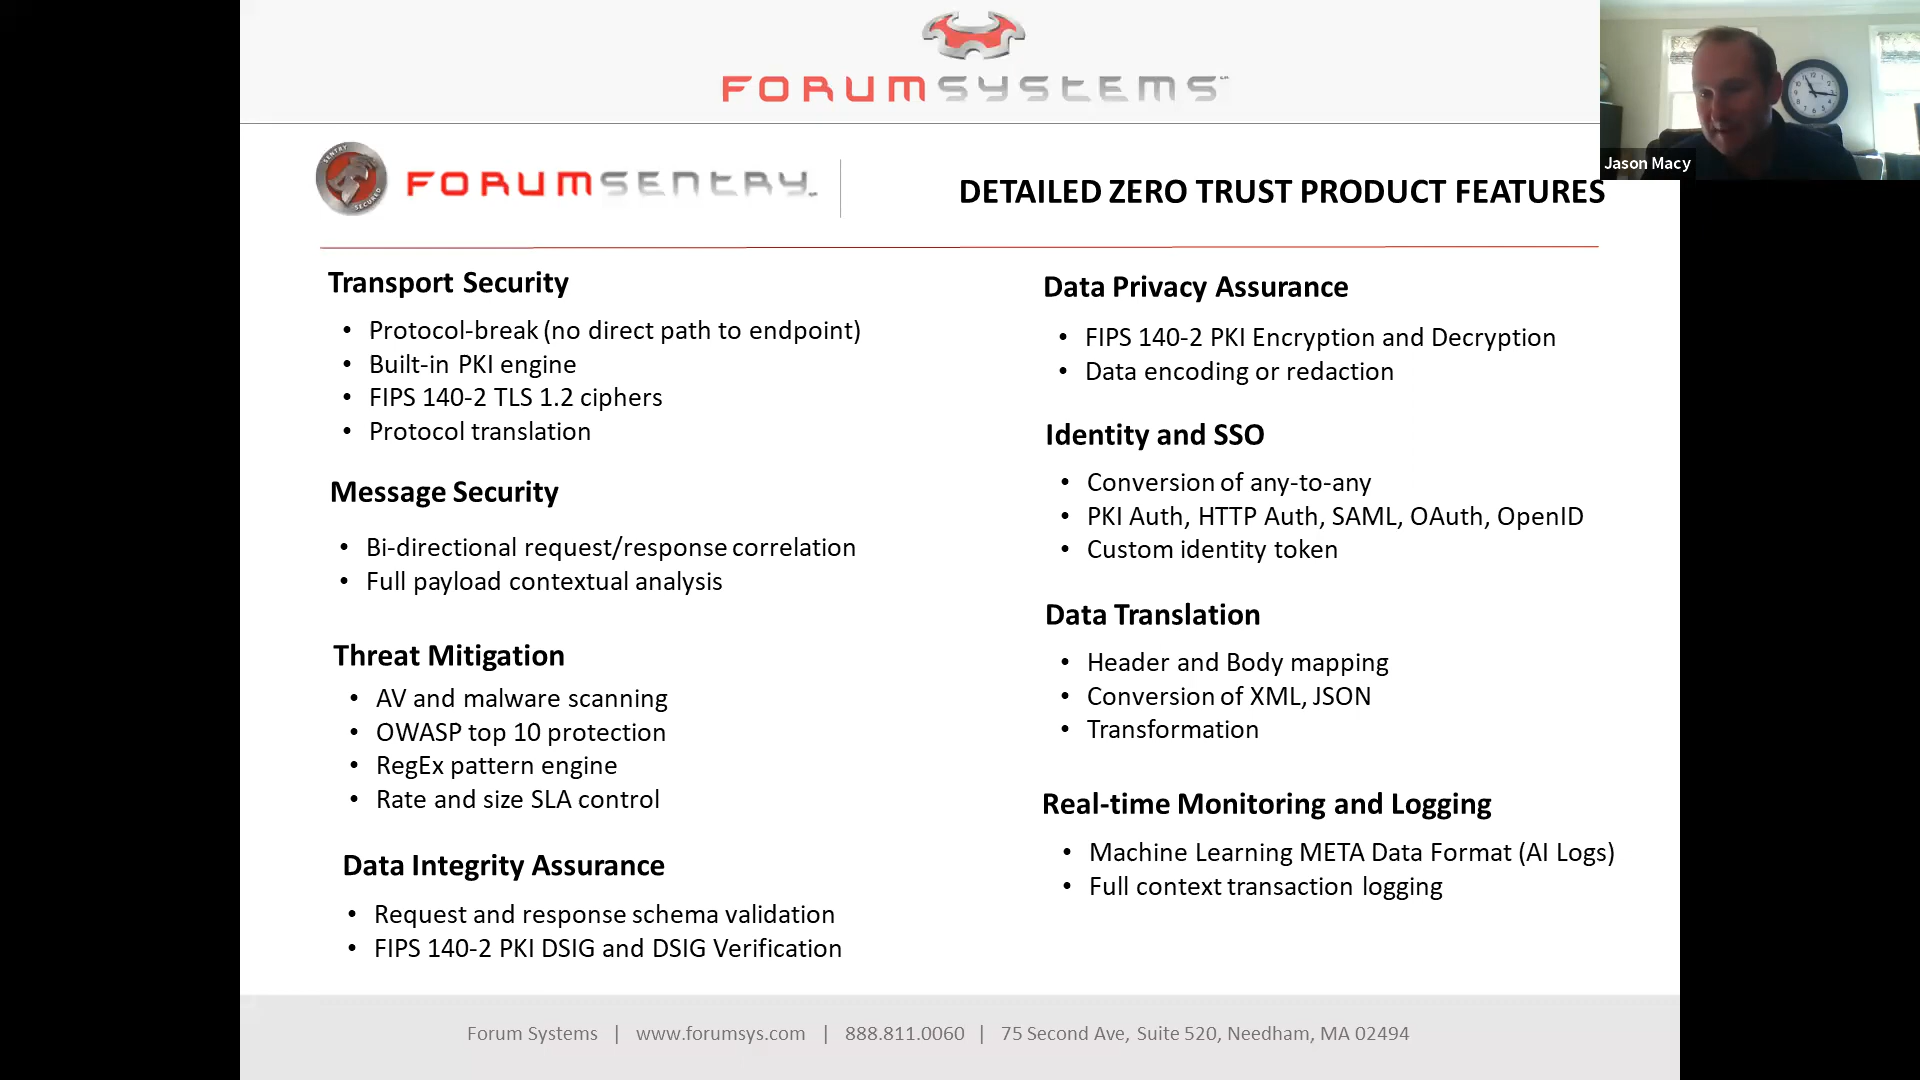 FORUMSYSTEMS
SENTRY
SECURED
FORUMSENTRY
DETAILED ZERO TRUST PRODUCT FEATURES
Jason Macy
Transport Security
• Protocol-break (no direct path to endpoint)
• Built-in PKI engine
• FIPS 140-2 TLS 1.2 ciphers
• Protocol translation
Message Security
• Bi-directional request/response correlation
• Full payload contextual analysis
Threat Mitigation
• AV and malware scanning
• OWASP top 10 protection
• RegEx pattern engine
• Rate and size SLA control
Data Integrity Assurance
• Request and response schema validation
• FIPS 140-2 PKI DSIG and DSIG Verification
Data Privacy Assurance
• FIPS 140-2 PKI Encryption and Decryption
• Data encoding or redaction
Identity and SSO
• Conversion of any-to-any
• PKI Auth, HTTP Auth, SAML, OAuth, OpenID
• Custom identity token
Data Translation
• Header and Body mapping
• Conversion of XML, JSON
• Transformation
Real-time Monitoring and Logging
• Machine Learning META Data Format (AI Logs)
• Full context transaction logging
Forum Systems | www.forumsys.com | 888.811.0060 | 75 Second Ave, Suite 520, Needham, MA 02494